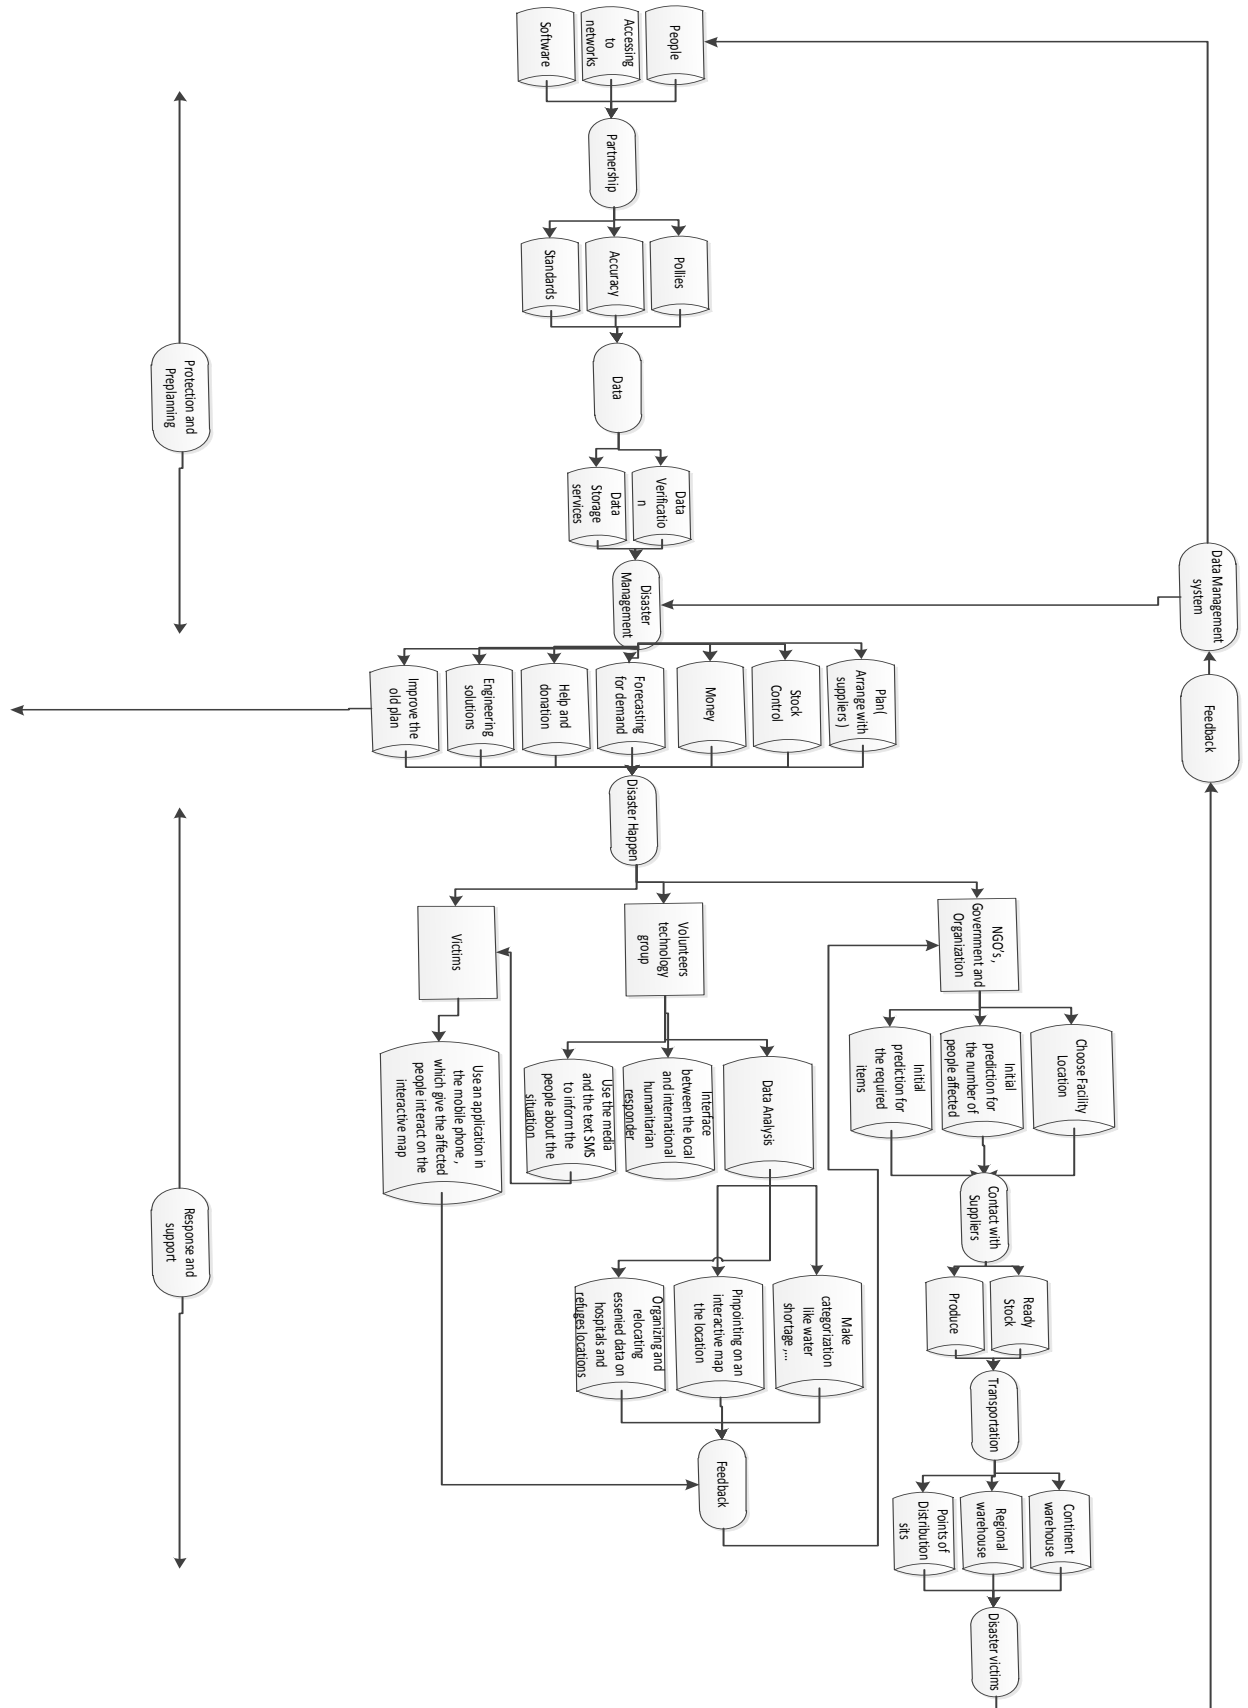 People
Accessing
to
networks
Software
Partnership
Pollies
Accuracy
Standards
Data
Data
Verificatio
n
Data
Storage
services
Disaster
Management
Data Management
system
Feedback
Plan(
Arrange with
suppliers )
Stock
Control
Money
Forecasting
for demand
Help and
donation
Engineering
solutions
Improve the
old plan
Protection and
Preplanning
Disaster Happen
NGO's ,
Government and
Organization
Volunteers
technology
group
Victims
Choose Facility
Location
Initial
prediction for
the number of
people affected
Initial
prediction for
the required
items
Data Analysis
Interface
between the local
and international
humanitarian
responder
Use the media
and the text SMS
to inform the
people about the
situation
Use an application in
the mobile phone ,
which give the affected
people interact on the
interactive map
Contact with
Suppliers
Ready
Stock
Produce
Make
categorization
like water
shortage ,...
Pinpointing on an
interactive map
the location
Organizing and
relocating
essenied data on
hospitals and
refuges locations
Transportation
Feedback
Continent
warehouse
Regional
warehouse
Points of
Distribution
sits
Disaster victims
Response and
support